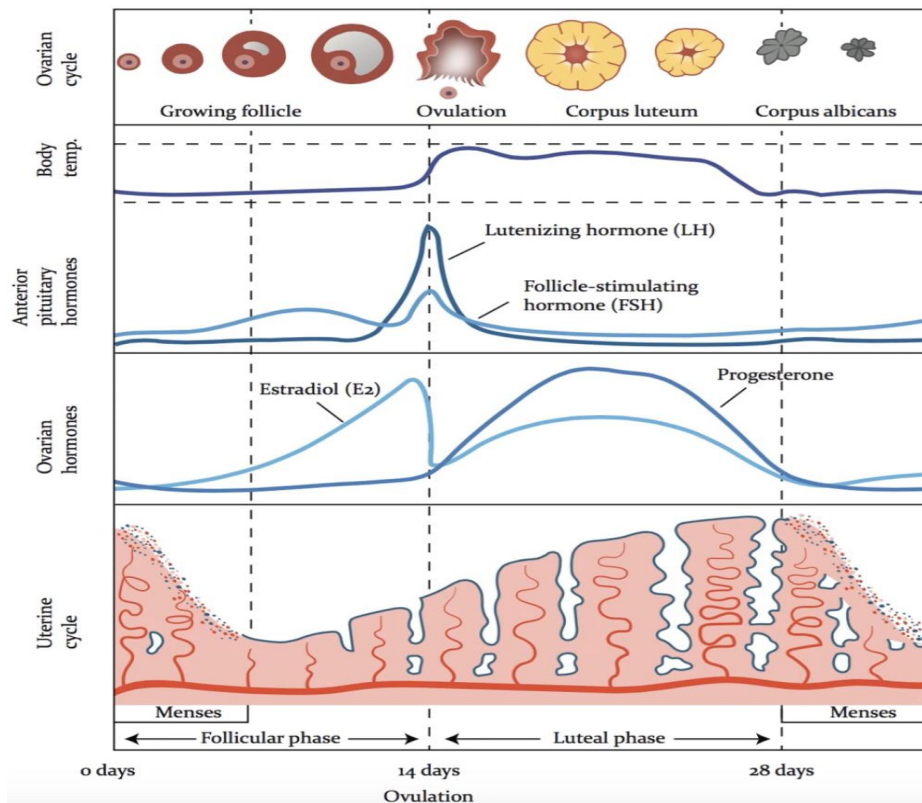 Ovarian
cycle
Growing follicle
Ovulation
Corpus luteum
Corpus albicans
Body
temp.
Anterior
pituitary
hormones
Lutenizing hormone (LH)
Follicle-stimulating
hormone (FSH)
Ovarian
hormones
Estradiol (E2)
Progesterone
Uterine
cycle
Menses
Menses
Follicular phase
Luteal phase
0 days
14 days
28 days
Ovulation